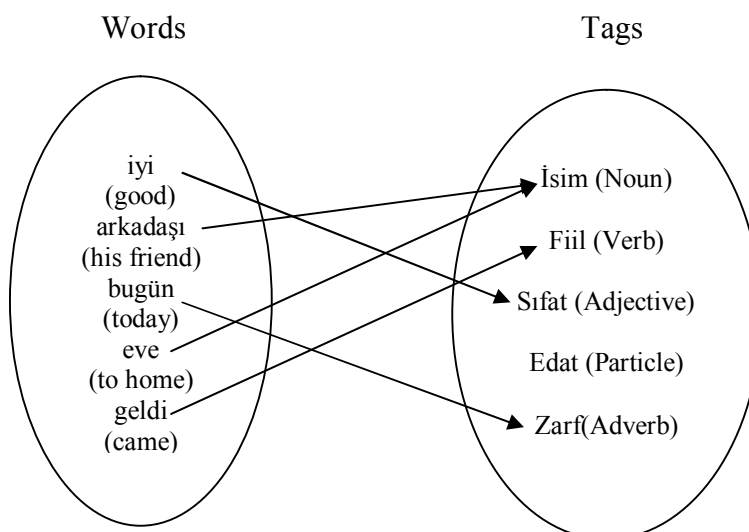 Words
iyi
(good)
arkadaşı
(his friend)
bugün
(today)
eve
(to home)
geldi
(came)
Tags
İsim (Noun)
Fiil (Verb)
Sıfat (Adjective)
Edat (Particle)
Zarf(Adverb)